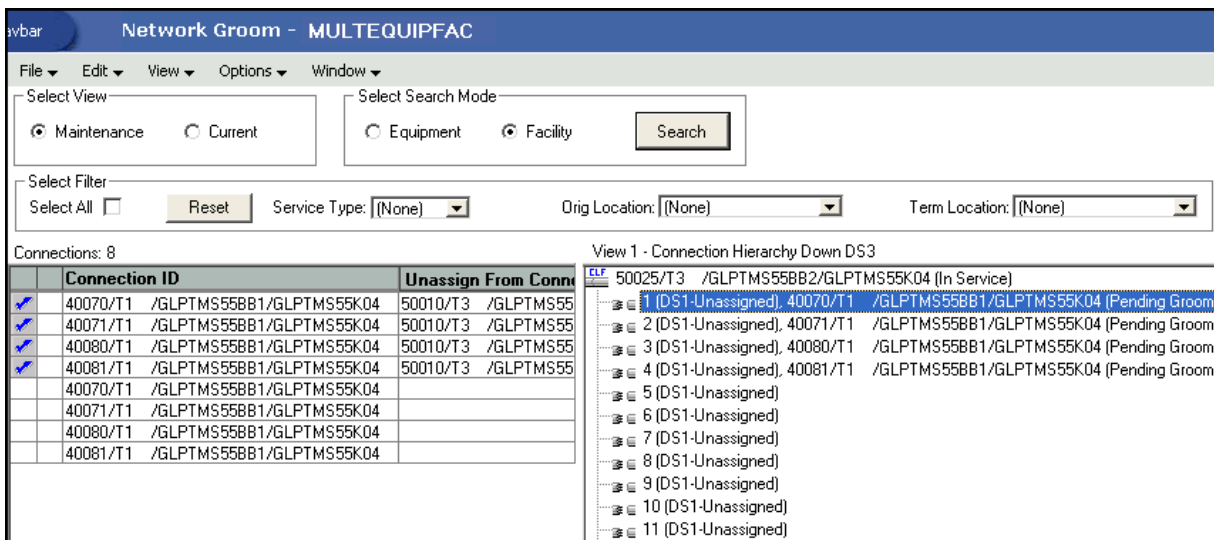 avbar Network Groom - MULTEQUIPFAC
File Edit View Options Window
Select View Select Search Mode
Maintenance Current Equipment Facility Search
Select Filter
Select All Reset Service Type: (None) Orig Location: (None) Term Location: (None)
Connections: 8
Connection ID Unassign From Conne
40070/T1 /GLPTMS55BB1/GLPTMS55K04 50010/T3 /GLPTMS55
40071/T1 /GLPTMS55BB1/GLPTMS55K04 50010/T3 /GLPTMS55
40080/T1 /GLPTMS55BB1/GLPTMS55K04 50010/T3 /GLPTMS55
40081/T1 /GLPTMS55BB1/GLPTMS55K04 50010/T3 /GLPTMS55
40070/T1 /GLPTMS55BB1/GLPTMS55K04
40071/T1 /GLPTMS55BB1/GLPTMS55K04
40080/T1 /GLPTMS55BB1/GLPTMS55K04
40081/T1 /GLPTMS55BB1/GLPTMS55K04
View 1 - Connection Hierarchy Down DS3
CLF 50025/T3 /GLPTMS55BB2/GLPTMS55K04 (In Service)
1 (DS1-Unassigned), 40070/T1 /GLPTMS55BB1/GLPTMS55K04 (Pending Groom
2 (DS1-Unassigned), 40071/T1 /GLPTMS55BB1/GLPTMS55K04 (Pending Groom
3 (DS1-Unassigned), 40080/T1 /GLPTMS55BB1/GLPTMS55K04 (Pending Groom
4 (DS1-Unassigned), 40081/T1 /GLPTMS55BB1/GLPTMS55K04 (Pending Groom
5 (DS1-Unassigned)
6 (DS1-Unassigned)
7 (DS1-Unassigned)
8 (DS1-Unassigned)
9 (DS1-Unassigned)
10 (DS1-Unassigned)
11 (DS1-Unassigned)